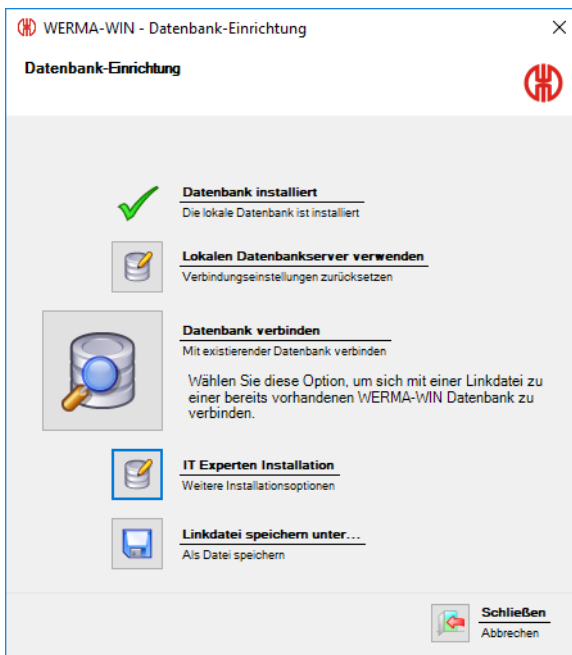 WERMA-WIN - Datenbank-Einrichtung
Datenbank-Einrichtung
Datenbank installiert
Die lokale Datenbank ist installiert
Lokalen Datenbankserver verwenden
Verbindungseinstellungen zurücksetzen
Datenbank verbinden
Mit existierender Datenbank verbinden
Wählen Sie diese Option, um sich mit einer Linkdatei zu
einer bereits vorhandenen WERMA-WIN Datenbank zu
verbinden.
IT Experten Installation
Weitere Installationsoptionen
Linkdatei speichern unter...
Als Datei speichern
Schließen
Abbrechen